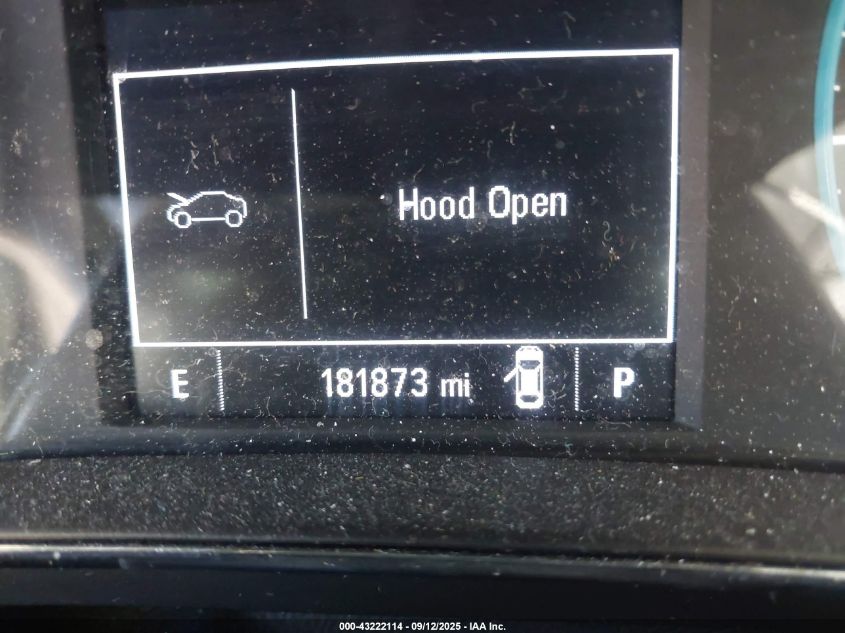 Hood Open
E 181873 mi P
000-43222114 - 09/12/2025 - IAA Inc.